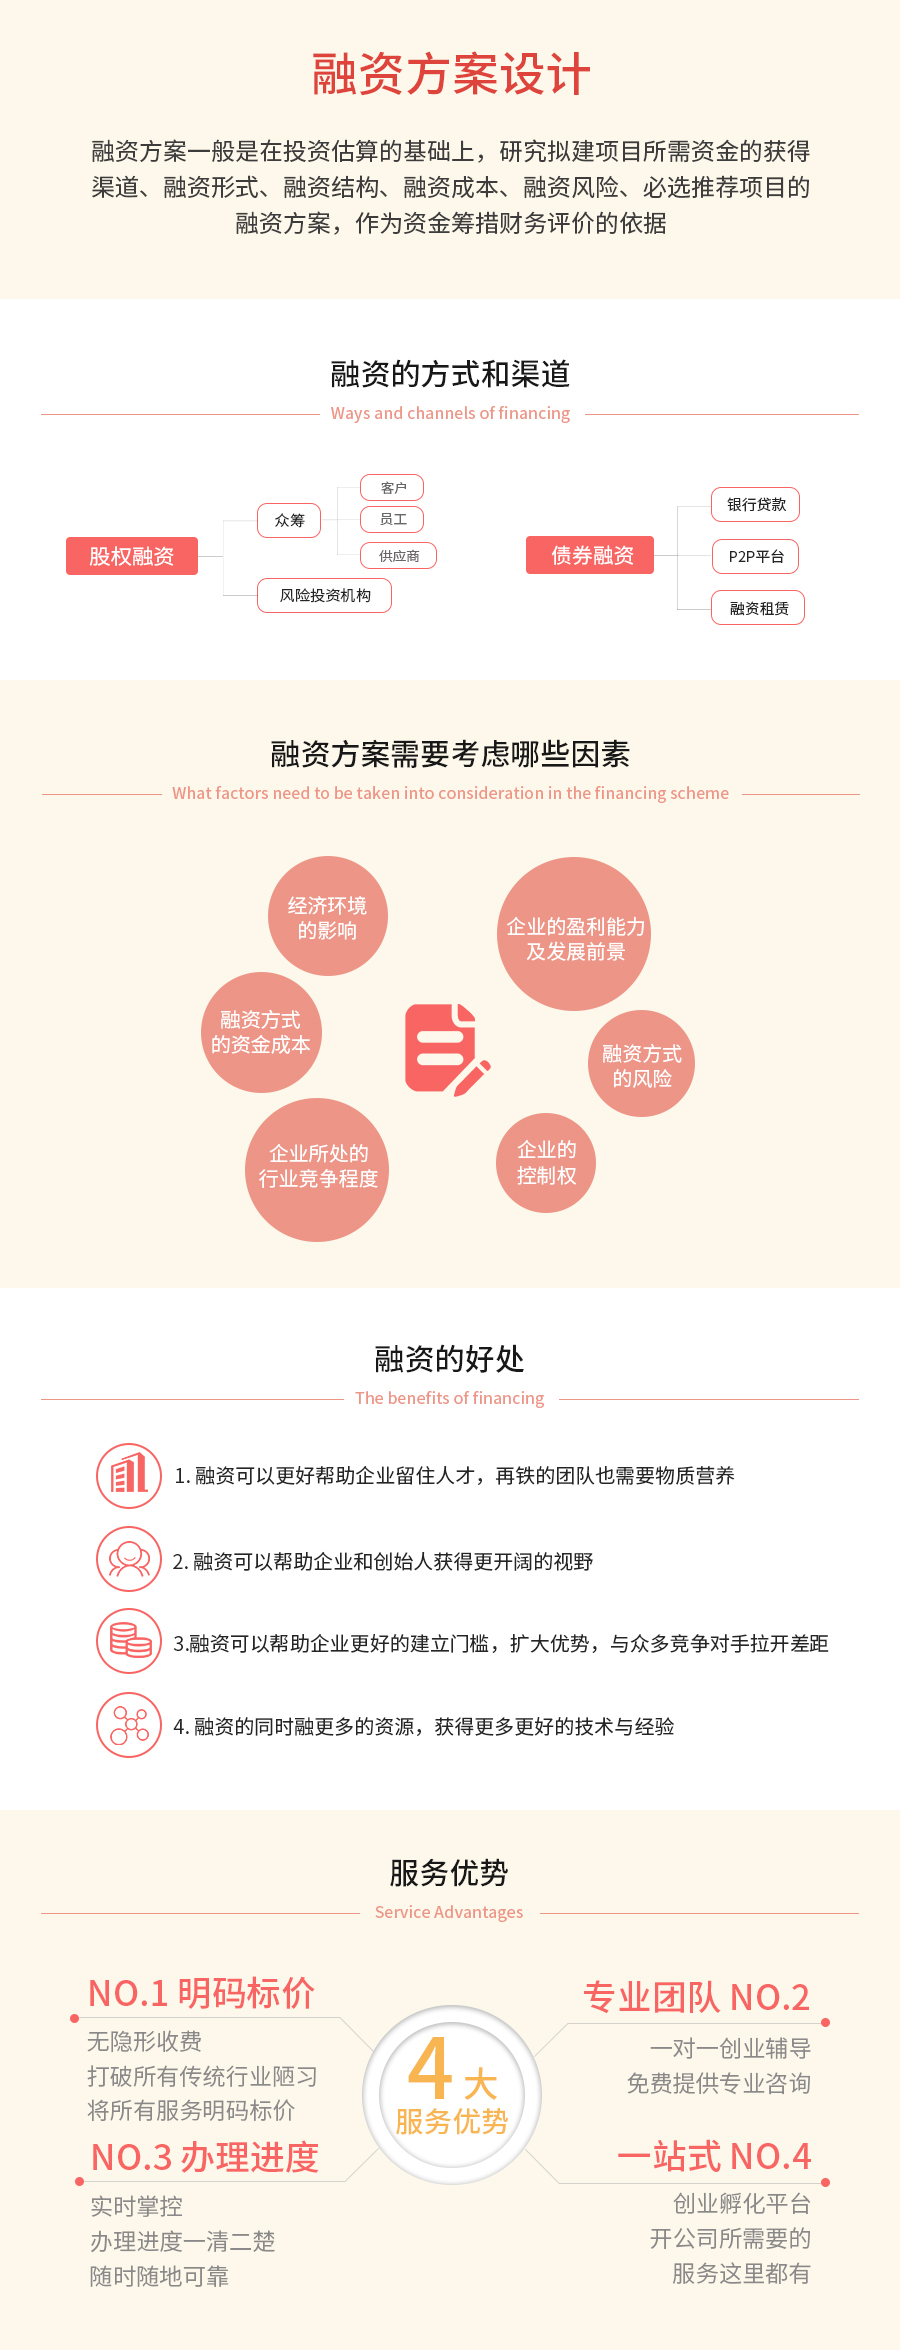 融资方案设计
融资方案一般是在投资估算的基础上，研究拟建项目所需资金的获得
渠道、融资形式、融资结构、融资成本、融资风险、必选推荐项目的
融资方案，作为资金筹措财务评价的依据
融资的方式和渠道
Ways and channels of financing
股权融资
众筹
客户
员工
供应商
风险投资机构
债券融资
银行贷款
P2P平台
融资租赁
融资方案需要考虑哪些因素
What factors need to be taken into consideration in the financing scheme
经济环境
的影响
企业的盈利能力
及发展前景
融资方式
的资金成本
融资方式
的风险
企业所处的
行业竞争程度
企业的
控制权
融资的好处
The benefits of financing
1. 融资可以更好帮助企业留住人才，再铁的团队也需要物质营养
2. 融资可以帮助企业和创始人获得更开阔的视野
3.融资可以帮助企业更好的建立门槛，扩大优势，与众多竞争对手拉开差距
4. 融资的同时融更多的资源，获得更多更好的技术与经验
服务优势
Service Advantages
NO.1 明码标价
无隐形收费
打破所有传统行业陋习
将所有服务明码标价
专业团队 NO.2
一对一创业辅导
免费提供专业咨询
4 大
服务优势
NO.3 办理进度
实时掌控
办理进度一清二楚
随时随地可靠
一站式 NO.4
创业孵化平台
开公司所需要的
服务这里都有